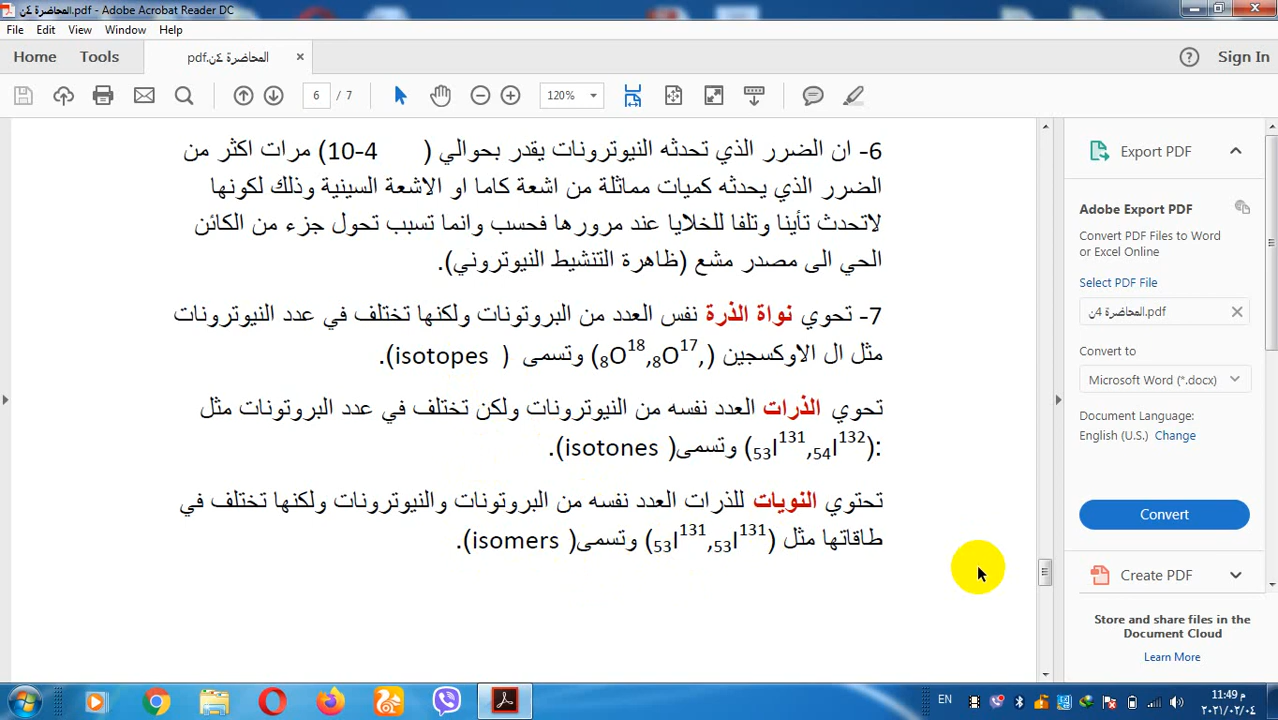 المحاضرة ٤ن.pdf - Adobe Acrobat Reader DC
File Edit View Window Help
Home Tools المحاضرة ٤ن.pdf × Sign In
6 / 7 120%
6- ان الضرر الذي تحدثه النيوترونات يقدر بحوالي ( 10-4) مرات اكثر من
الضرر الذي يحدثه كميات مماثلة من اشعة كاما او الاشعة السينية وذلك لكونها
لاتحدث تأينا وتلفا للخلايا عند مرورها فحسب وانما تسبب تحول جزء من الكائن
الحي الى مصدر مشع (ظاهرة التنشيط النيوتروني).
7- تحوي نواة الذرة نفس العدد من البروتونات ولكنها تختلف في عدد النيوترونات
مثل ال الاوكسجين (₈O¹⁸,₈O¹⁷,) وتسمى ( isotopes).
تحوي الذرات العدد نفسه من النيوترونات ولكن تختلف في عدد البروتونات مثل
:(₅₃I¹³¹,₅₄I¹³²) وتسمى( isotones).
تحتوي النويات للذرات العدد نفسه من البروتونات والنيوترونات ولكنها تختلف في
طاقاتها مثل (₅₃I¹³¹,₅₃I¹³¹) وتسمى( isomers).
Export PDF
Adobe Export PDF
Convert PDF Files to Word
or Excel Online
Select PDF File
المحاضرة ٤ن.pdf ×
Convert to
Microsoft Word (*.docx)
Document Language:
English (U.S.) Change
Convert
Create PDF
Store and share files in the
Document Cloud
Learn More
EN
11:49 م
٢٠٢١/٠٢/٠٤